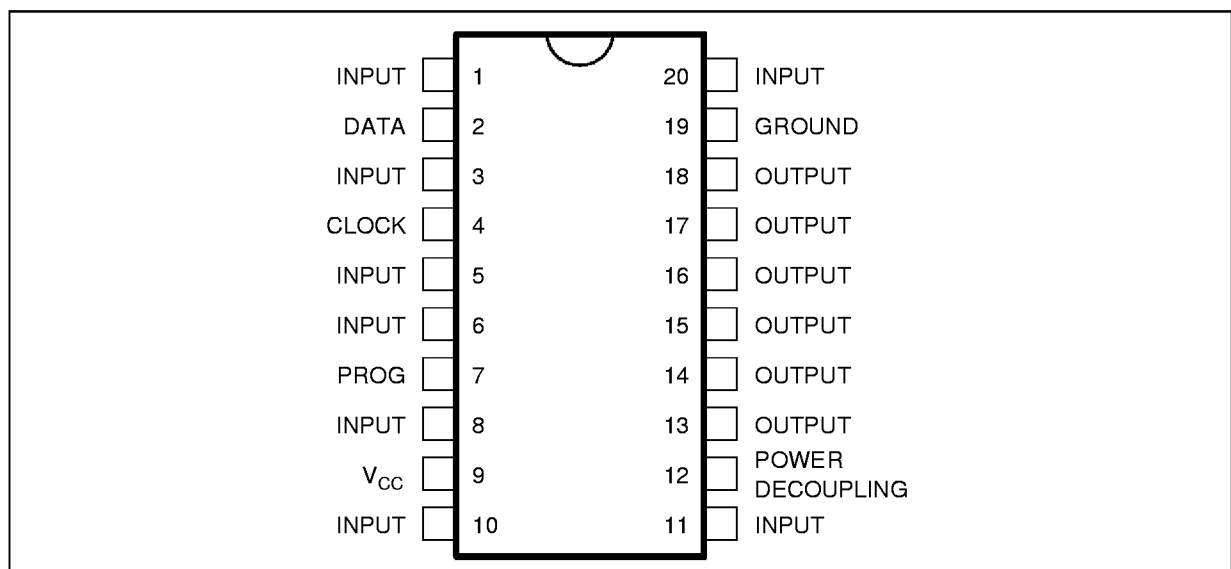 INPUT 1 20 INPUT
DATA 2 19 GROUND
INPUT 3 18 OUTPUT
CLOCK 4 17 OUTPUT
INPUT 5 16 OUTPUT
INPUT 6 15 OUTPUT
PROG 7 14 OUTPUT
INPUT 8 13 OUTPUT
VCC 9 12 POWER
DECOUPLING
INPUT 10 11 INPUT